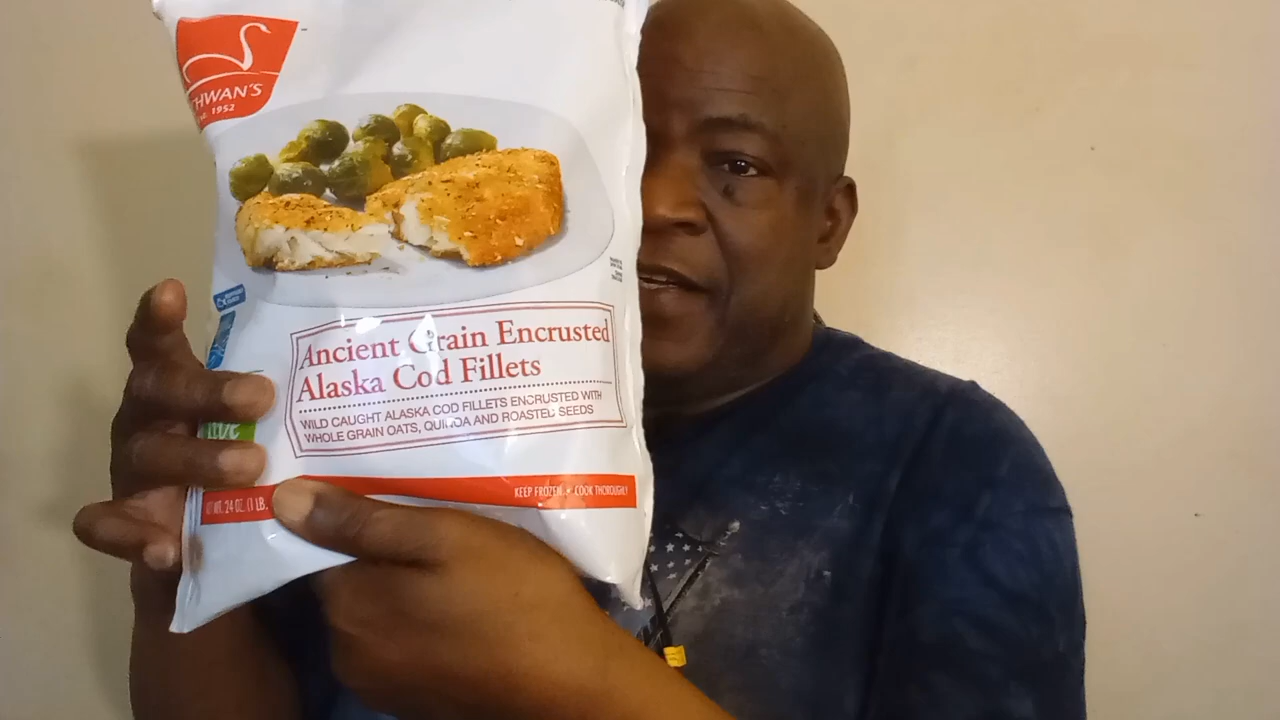 HWAN'S
1952
Ancient Grain Encrusted
Alaska Cod Fillets
WILD CAUGHT ALASKA COD FILLETS ENCRUSTED WITH
WHOLE GRAIN OATS, QUINOA AND ROASTED SEEDS
KEEP FROZEN COOK THOROUGHLY
WT. 24 OZ. (1 LB.